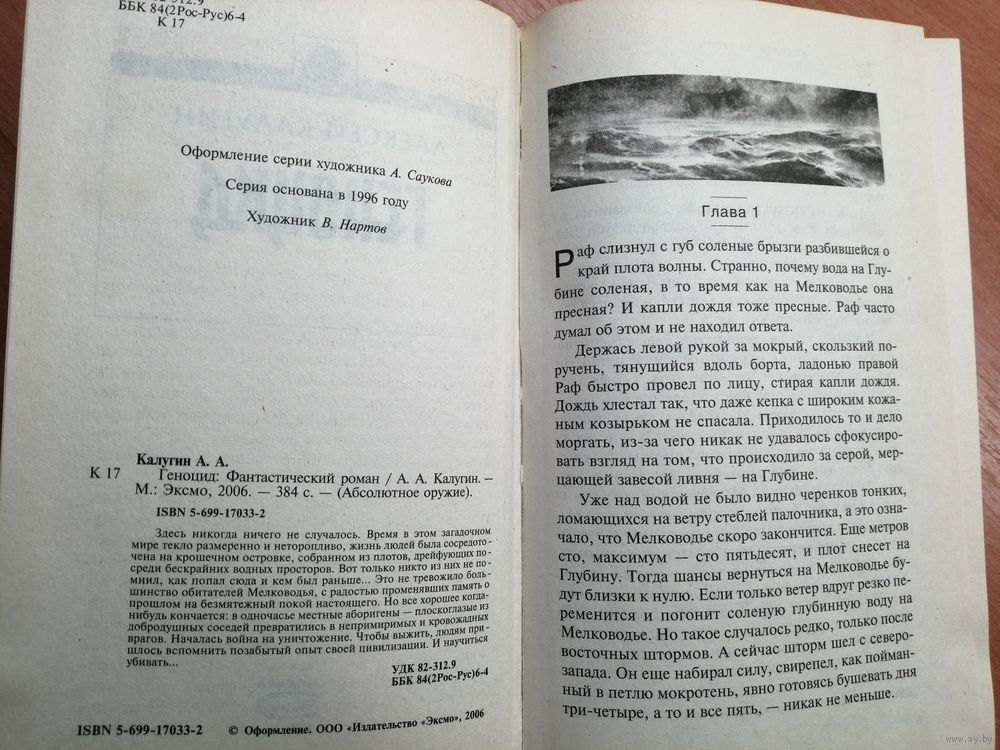 82-312.9
ББК 84(2Рос-Рус)6-4
К 17
Оформление серии художника А. Саукова
Серия основана в 1996 году
Художник В. Нартов
Калугин А. А.
К 17 Геноцид: Фантастический роман / А. А. Калугин. —
М.: Эксмо, 2006. — 384 с. — (Абсолютное оружие).
ISBN 5-699-17033-2
Здесь никогда ничего не случалось. Время в этом загадочном
мире текло размеренно и неторопливо, жизнь людей была сосредото-
чена на крошечном островке, собранном из плотов, дрейфующих по-
среди бескрайних водных просторов. Вот только никто из них не по-
мнил, как попал сюда и кем был раньше... Это не тревожило боль-
шинство обитателей Мелководья, с радостью променявших память о
прошлом на безмятежный покой настоящего. Но все хорошее когда-
нибудь кончается: в одночасье местные аборигены — плоскоглазые из
добродушных соседей превратились в непримиримых и кровожадных
врагов. Началась война на уничтожение. Чтобы выжить, людям при-
шлось вспомнить позабытый опыт своей цивилизации. И научиться
убивать...
УДК 82-312.9
ББК 84(2Рос-Рус)6-4
ISBN 5-699-17033-2 © Оформление. ООО «Издательство «Эксмо», 2006
Глава 1
Раф слизнул с губ соленые брызги разбившейся о
край плота волны. Странно, почему вода на Глу-
бине соленая, в то время как на Мелководье она
пресная? И капли дождя тоже пресные. Раф часто
думал об этом и не находил ответа.
Держась левой рукой за мокрый, скользкий по-
ручень, тянущийся вдоль борта, ладонью правой
Раф быстро провел по лицу, стирая капли дождя.
Дождь хлестал так, что даже кепка с широким кожа-
ным козырьком не спасала. Приходилось то и дело
моргать, из-за чего никак не удавалось сфокусиро-
вать взгляд на том, что происходило за серой, мер-
цающей завесой ливня — на Глубине.
Уже над водой не было видно черенков тонких,
ломающихся на ветру стеблей палочника, а это озна-
чало, что Мелководье скоро закончится. Еще метров
сто, максимум — сто пятьдесят, и плот снесет на
Глубину. Тогда шансы вернуться на Мелководье бу-
дут близки к нулю. Если только ветер вдруг резко пе-
ременится и погонит соленую глубинную воду на
Мелководье. Но такое случалось редко, только после
восточных штормов. А сейчас шторм шел с северо-
запада. Он еще набирал силу, свирепел, как пойман-
ный в петлю мокротень, явно готовясь бушевать дня
три-четыре, а то и все пять, — никак не меньше.
www.ay.by